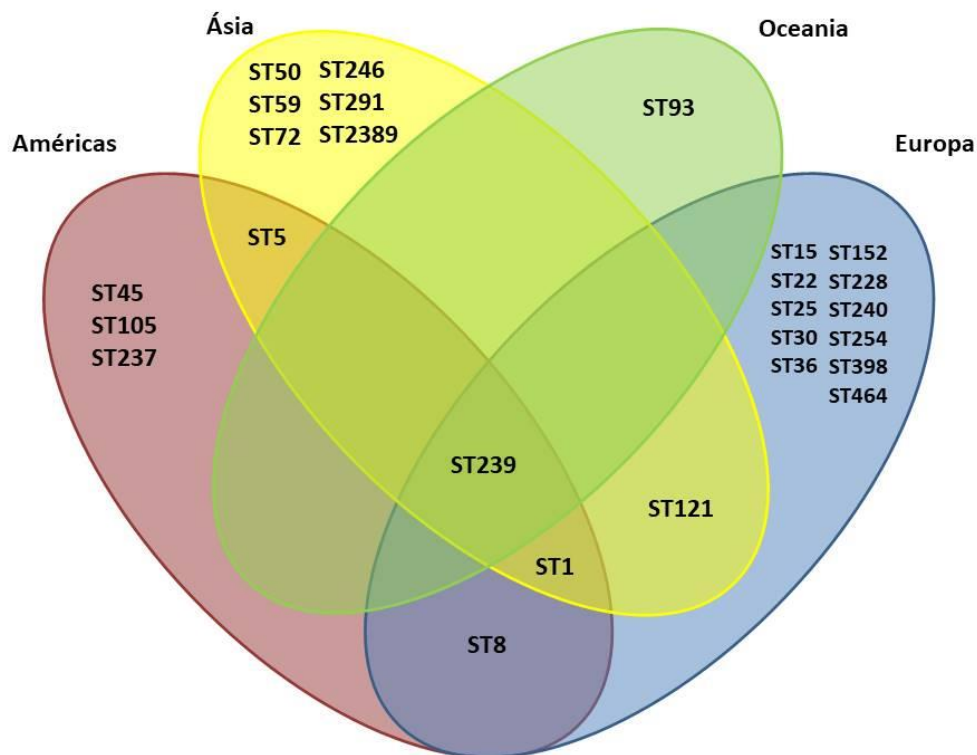 Ásia
Oceania
Américas
Europa
ST50 ST246
ST59 ST291
ST72 ST2389
ST93
ST5
ST45
ST105
ST237
ST15 ST152
ST22 ST228
ST25 ST240
ST30 ST254
ST36 ST398
ST464
ST239
ST121
ST1
ST8